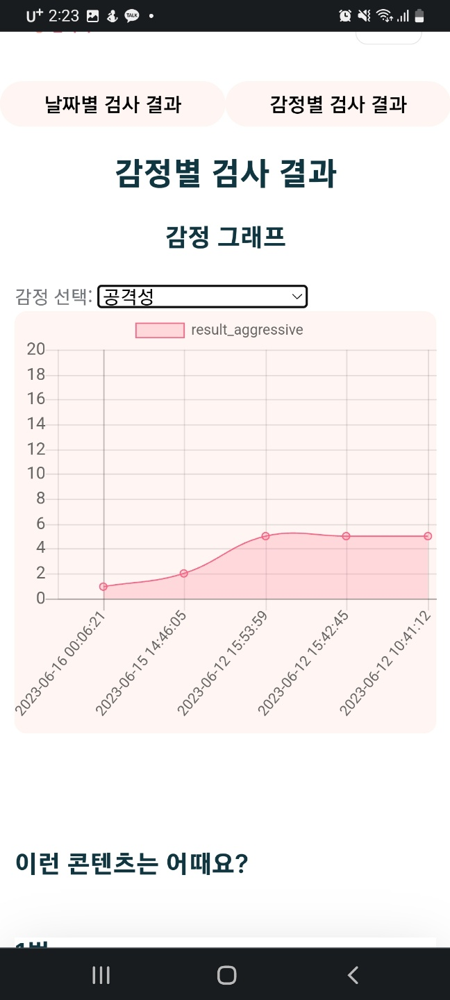 U+ 2:23 TALK
날짜별 검사 결과 감정별 검사 결과
감정별 검사 결과
감정 그래프
감정 선택: 공격성
result_aggressive
20
18
16
14
12
10
8
6
4
2
0
2023-06-16 00:06:21
2023-06-15 14:46:05
2023-06-12 15:53:59
2023-06-12 15:42:45
2023-06-12 10:41:12
이런 콘텐츠는 어때요?